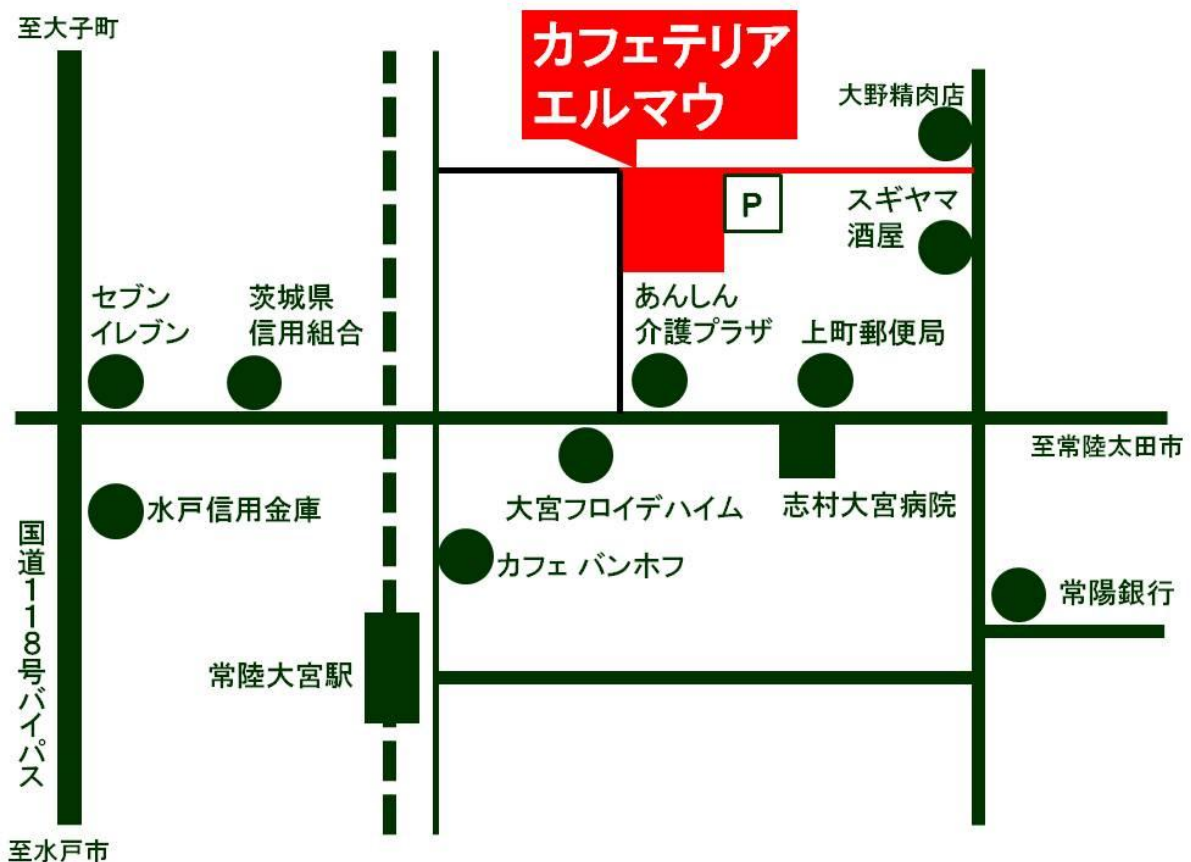 至大子町
カフェテリア
エルマウ
大野精肉店
P
スギヤマ
酒屋
セブン
イレブン
茨城県
信用組合
あんしん
介護プラザ
上町郵便局
至常陸太田市
水戸信用金庫
大宮フロイデハイム
志村大宮病院
国道118号バイパス
カフェ バンホフ
常陽銀行
常陸大宮駅
至水戸市